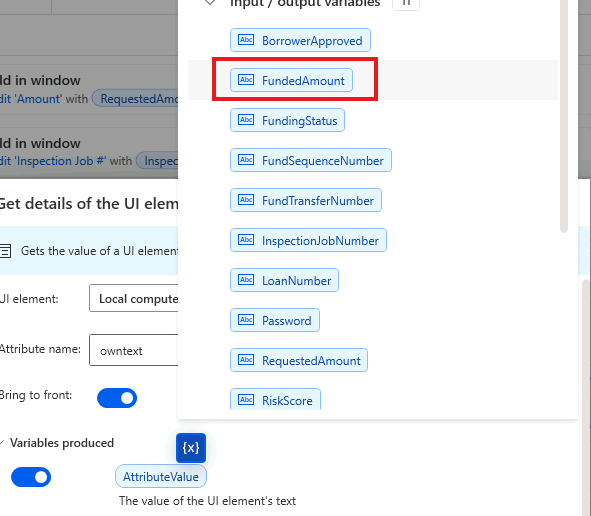 Input / output variables 11
BorrowerApproved
FundedAmount
FundingStatus
FundSequenceNumber
FundTransferNumber
InspectionJobNumber
LoanNumber
Password
RequestedAmount
RiskScore
ld in window
dit 'Amount' with RequestedAmo
ld in window
dit 'Inspection Job #' with Inspec
Get details of the UI elem
Gets the value of a UI element
UI element: Local compute
Attribute name: owntext
Bring to front:
Variables produced {x}
AttributeValue
The value of the UI element's text